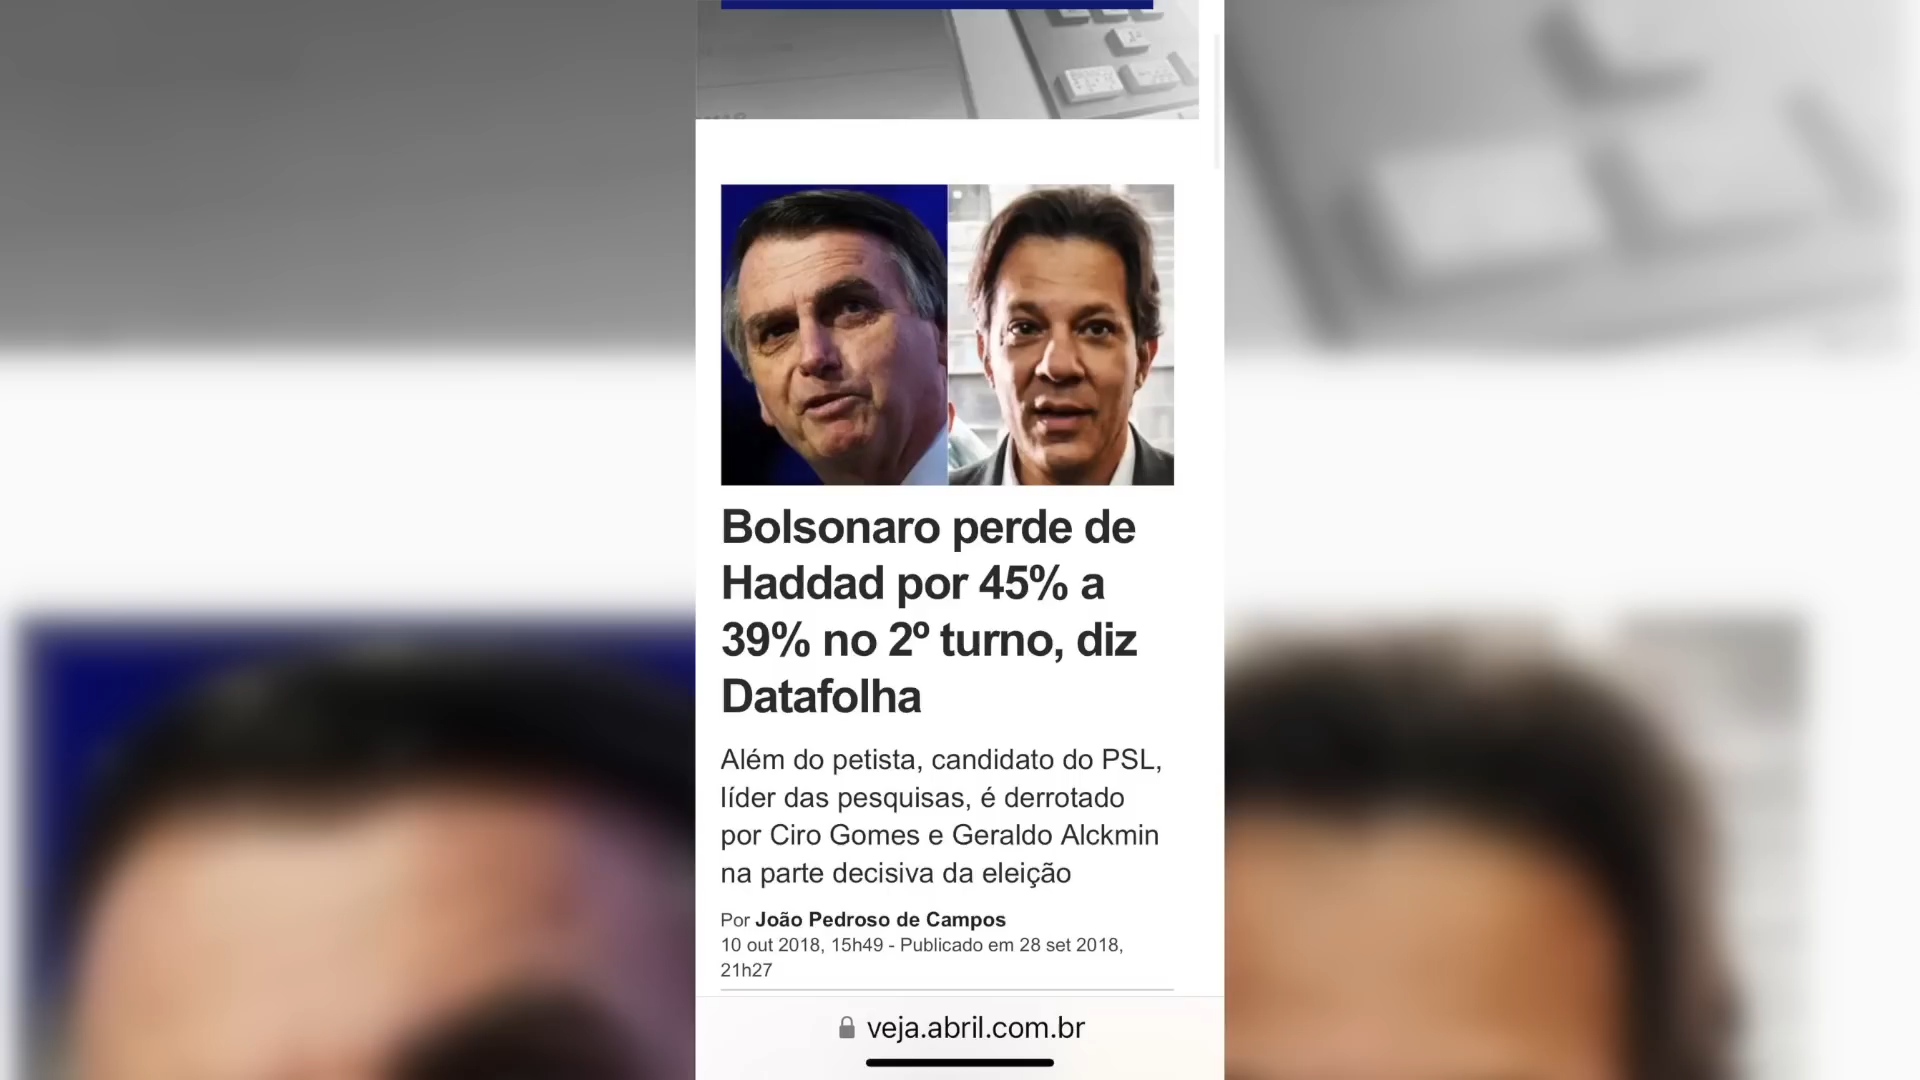 Bolsonaro perde de
Haddad por 45% a
39% no 2º turno, diz
Datafolha
Além do petista, candidato do PSL,
líder das pesquisas, é derrotado
por Ciro Gomes e Geraldo Alckmin
na parte decisiva da eleição
Por João Pedroso de Campos
10 out 2018, 15h49 - Publicado em 28 set 2018,
21h27
veja.abril.com.br